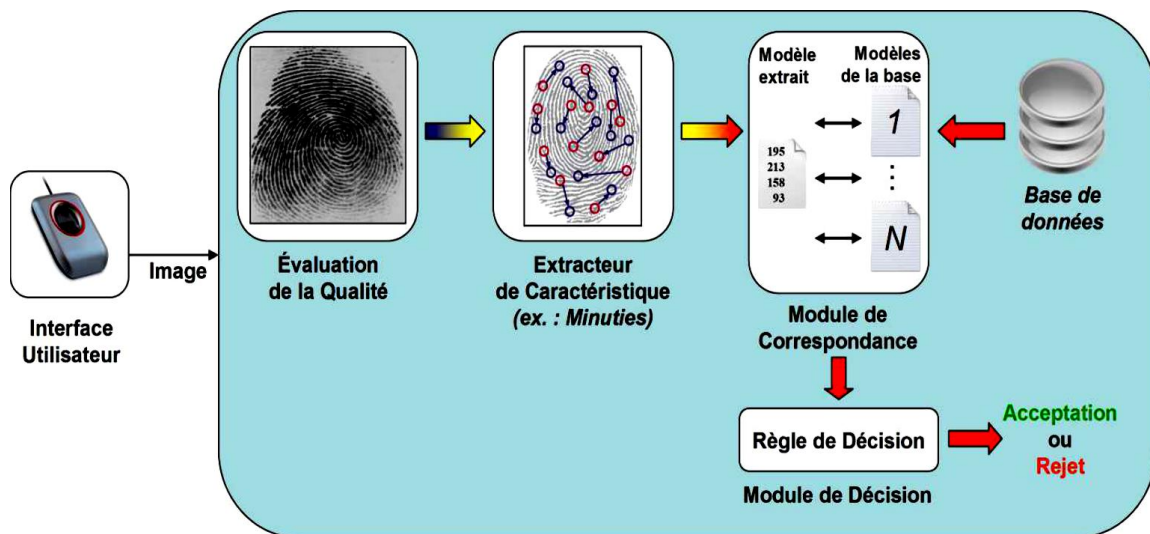 Interface
Utilisateur
Image
Évaluation
de la Qualité
Extracteur
de Caractéristique
(ex. : Minuties)
Modèle
extrait
Modèles
de la base
195
213
158
93
1
⋮
N
Module de
Correspondance
Base de
données
Règle de Décision
Module de Décision
Acceptation
ou
Rejet